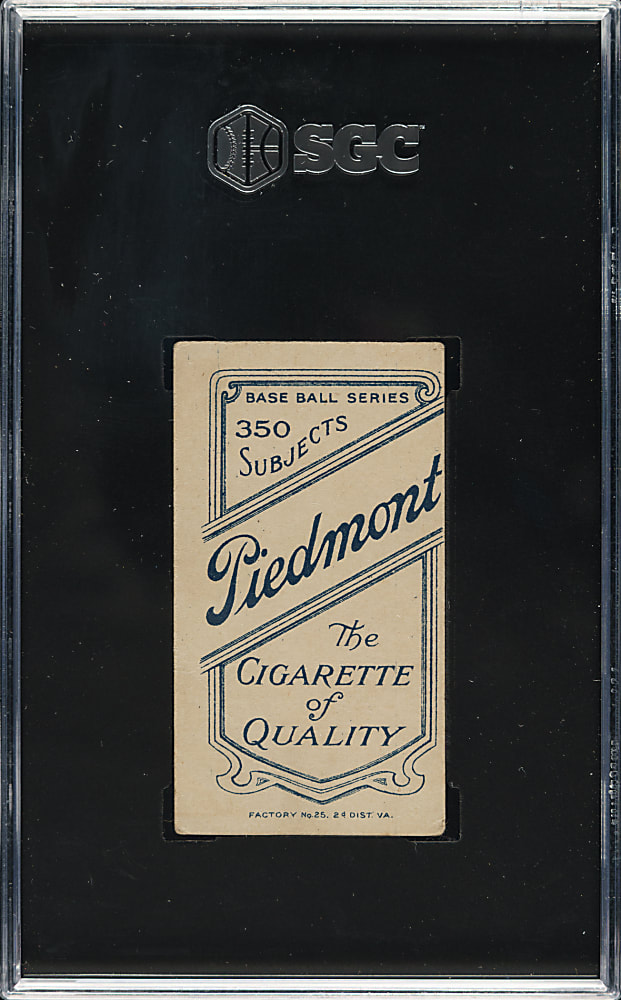 SGC
BASE BALL SERIES
350
SUBJECTS
Piedmont
The
CIGARETTE
of
QUALITY
FACTORY No. 25, 2d DIST. VA.